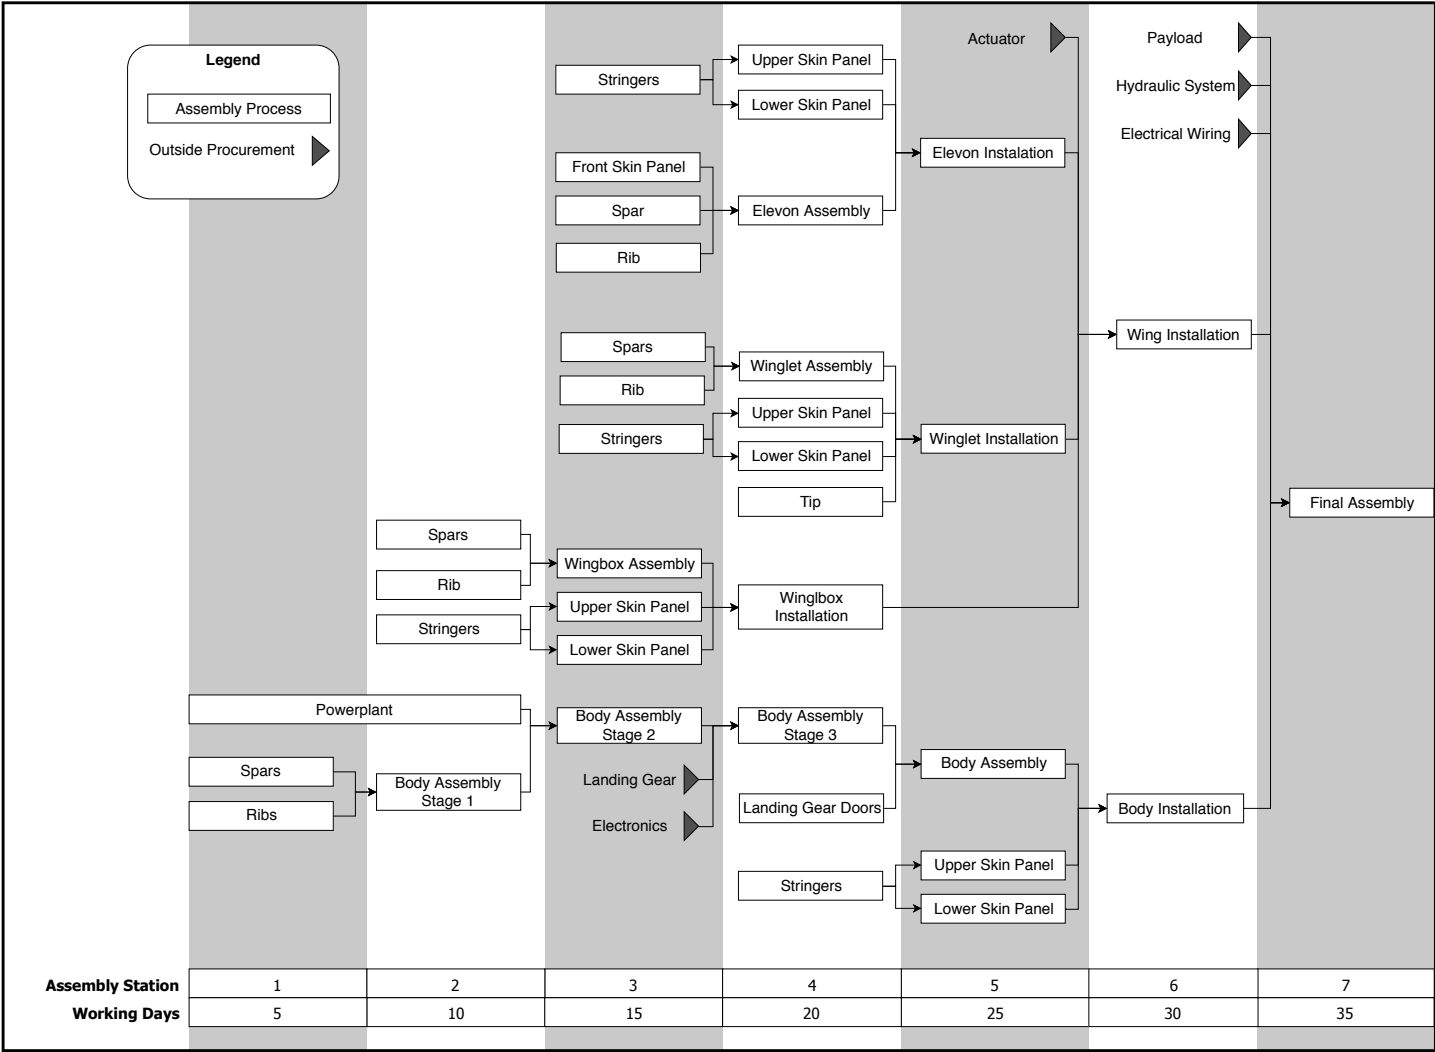 Legend
Assembly Process
Outside Procurement
Stringers
Upper Skin Panel
Lower Skin Panel
Front Skin Panel
Spar
Rib
Elevon Assembly
Elevon Instalation
Actuator
Payload
Hydraulic System
Electrical Wiring
Spars
Rib
Stringers
Winglet Assembly
Upper Skin Panel
Lower Skin Panel
Tip
Winglet Installation
Wing Installation
Final Assembly
Spars
Rib
Stringers
Wingbox Assembly
Upper Skin Panel
Lower Skin Panel
Winglbox
Installation
Powerplant
Spars
Ribs
Body Assembly
Stage 1
Body Assembly
Stage 2
Landing Gear
Electronics
Body Assembly
Stage 3
Landing Gear Doors
Stringers
Body Assembly
Upper Skin Panel
Lower Skin Panel
Body Installation
Assembly Station 1 2 3 4 5 6 7
Working Days 5 10 15 20 25 30 35